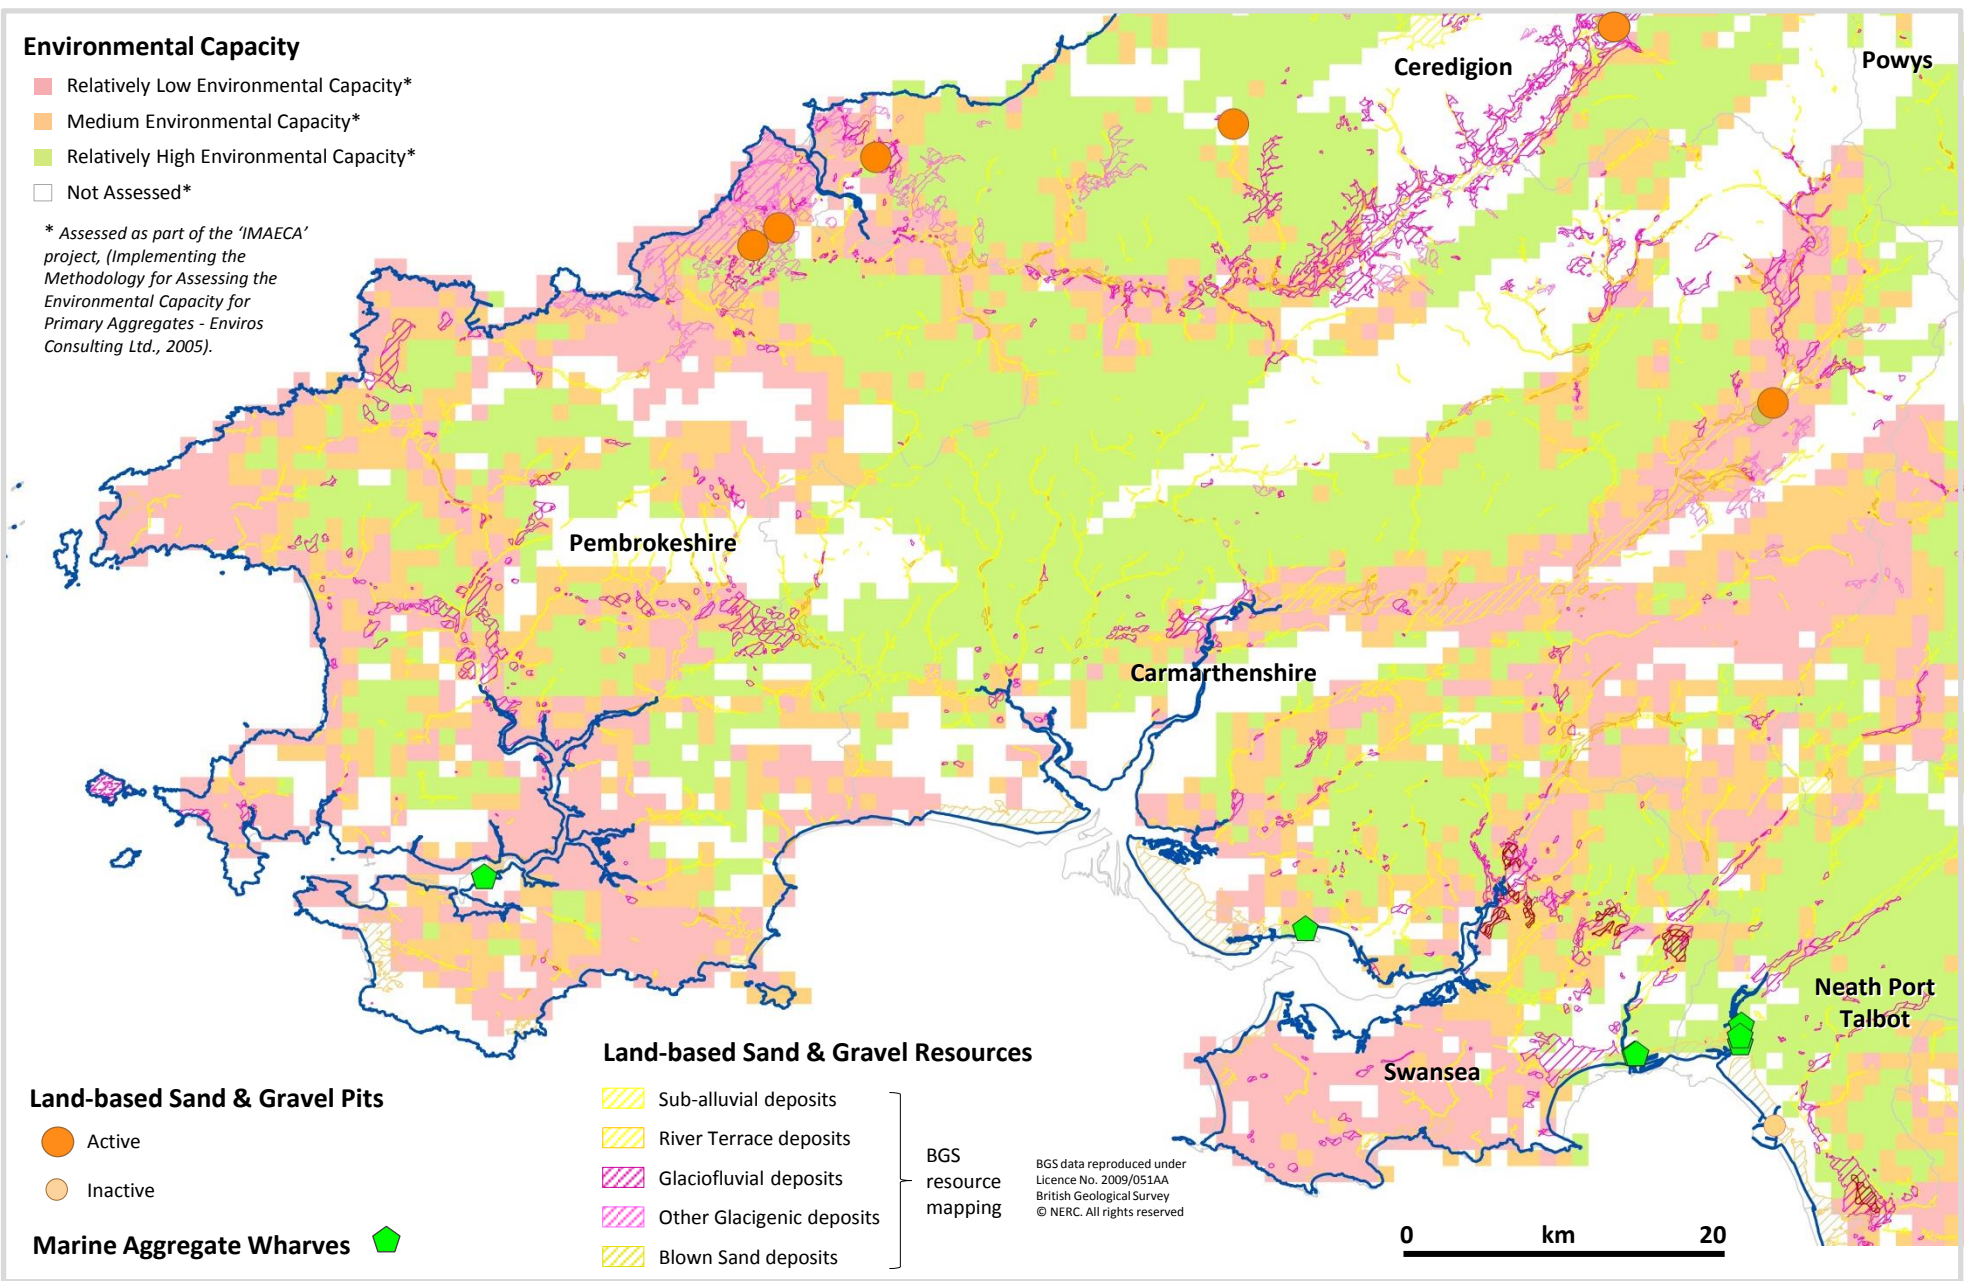 Environmental Capacity
Relatively Low Environmental Capacity*
Medium Environmental Capacity*
Relatively High Environmental Capacity*
Not Assessed*
* Assessed as part of the ‘IMAECA’
project, (Implementing the
Methodology for Assessing the
Environmental Capacity for
Primary Aggregates - Enviros
Consulting Ltd., 2005).
Ceredigion
Powys
Pembrokeshire
Carmarthenshire
Neath Port
Talbot
Swansea
Land-based Sand & Gravel Pits
Active
Inactive
Marine Aggregate Wharves
Land-based Sand & Gravel Resources
Sub-alluvial deposits
River Terrace deposits
Glaciofluvial deposits
Other Glacigenic deposits
Blown Sand deposits
BGS
resource
mapping
BGS data reproduced under
Licence No. 2009/051AA
British Geological Survey
© NERC. All rights reserved
0 km 20